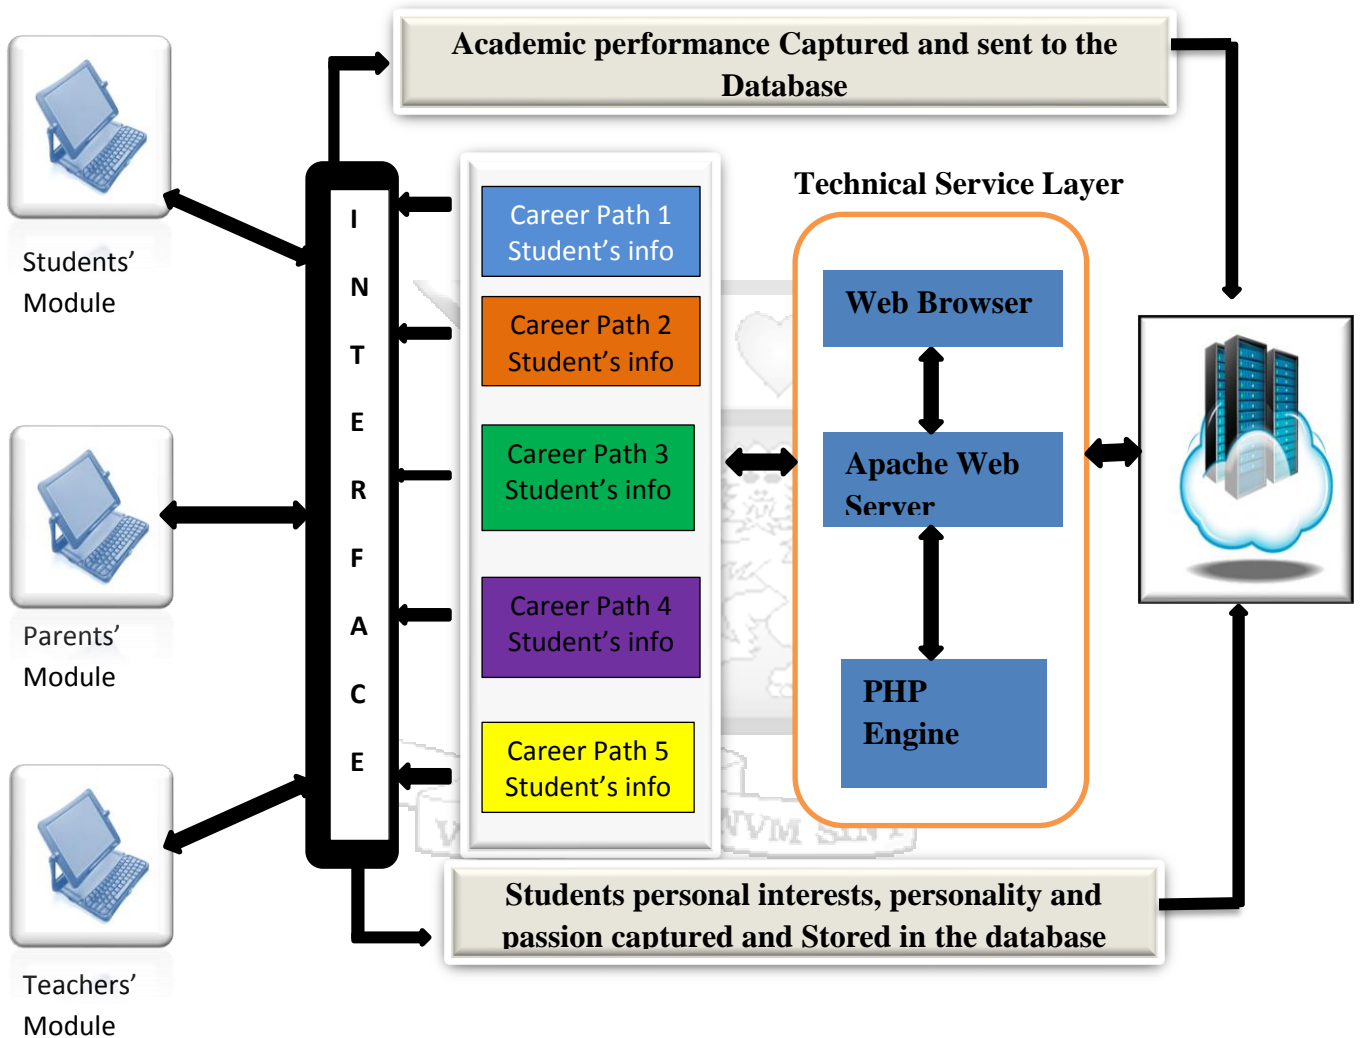 Academic performance Captured and sent to the
Database
Students'
Module
Parents'
Module
Teachers'
Module
I
N
T
E
R
F
A
C
E
Career Path 1
Student's info
Career Path 2
Student's info
Career Path 3
Student's info
Career Path 4
Student's info
Career Path 5
Student's info
Technical Service Layer
Web Browser
Apache Web
Server
PHP
Engine
Students personal interests, personality and
passion captured and Stored in the database
NVM SINT